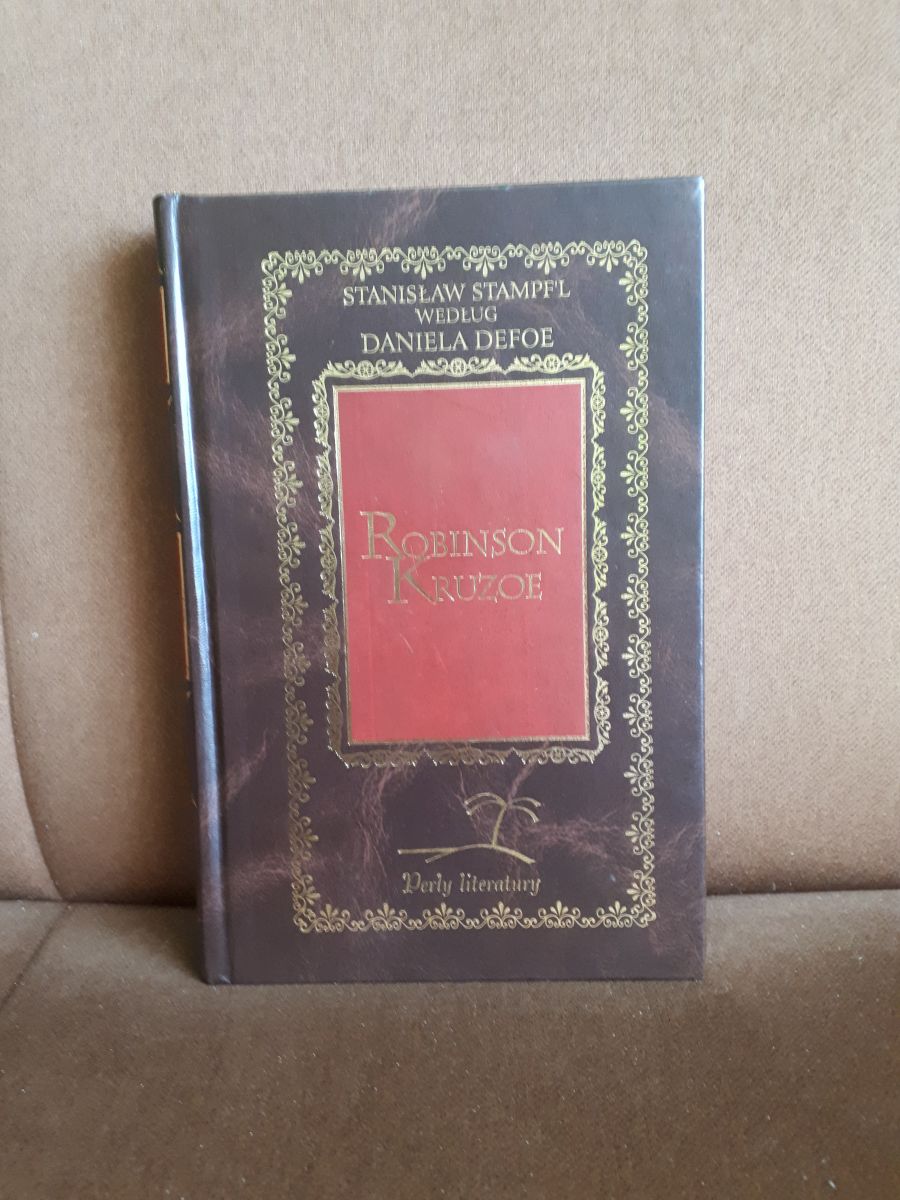 STANISŁAW STAMPF'L
WEDŁUG
DANIELA DEFOE
ROBINSON
KRUZOE
Perły literatury